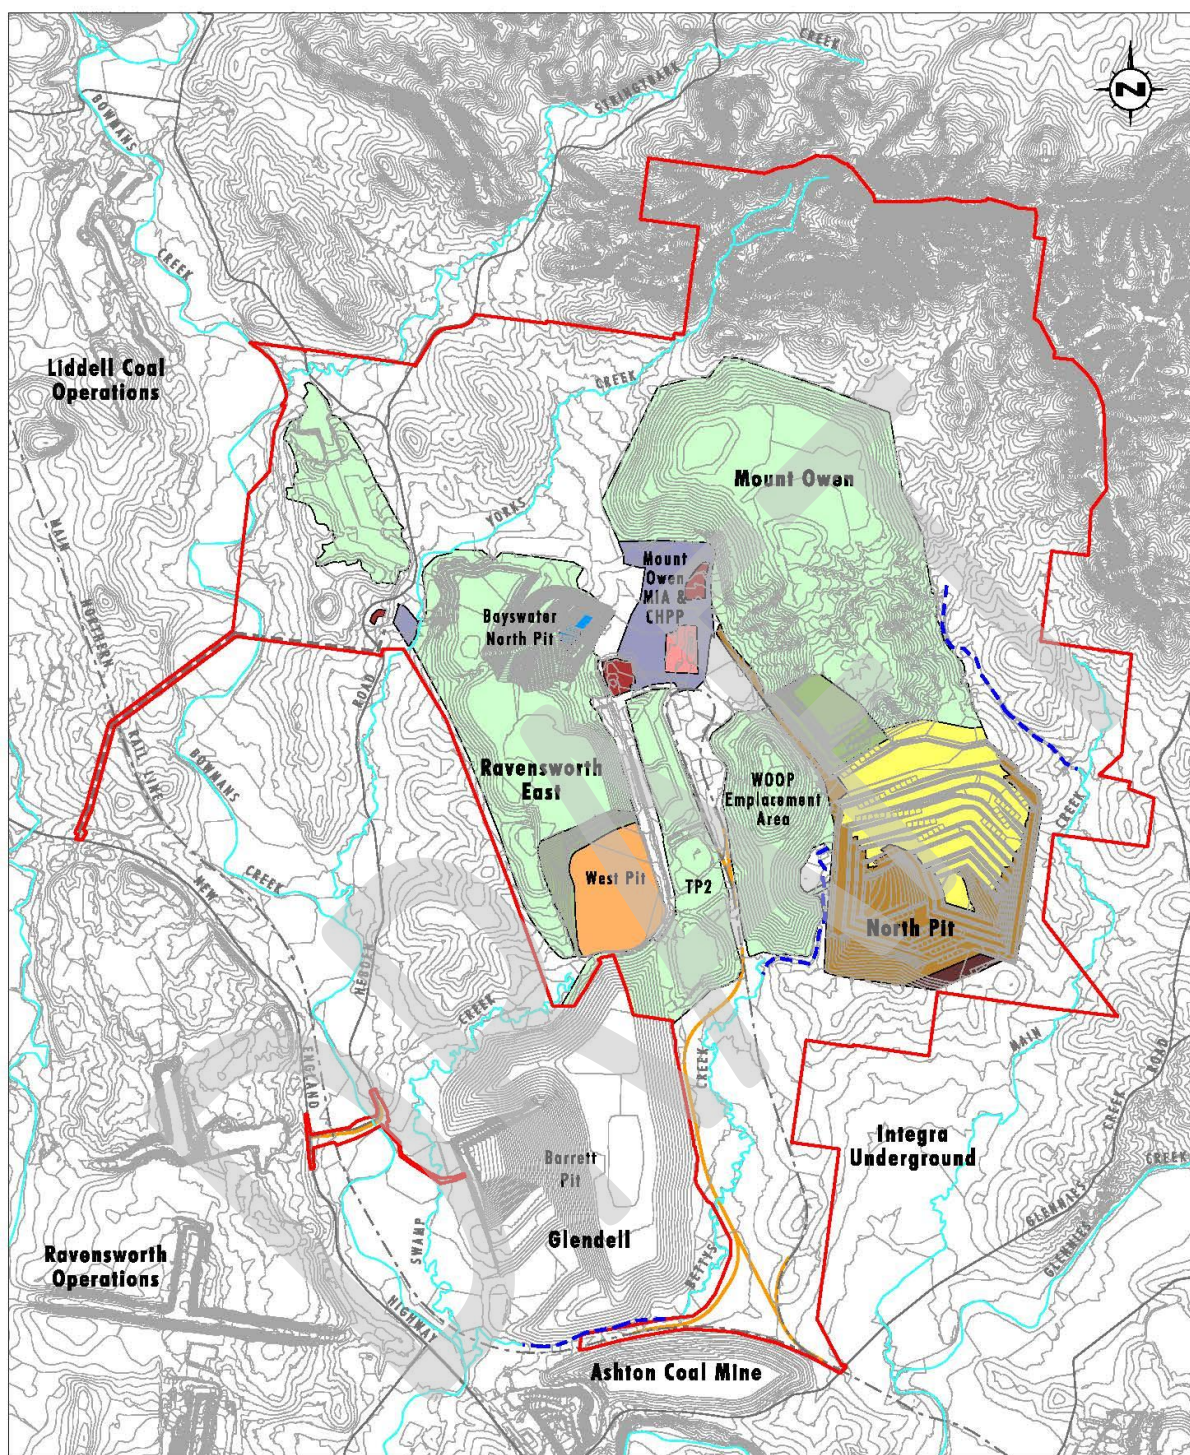 CREEK
STRINGYBARK
N
BOWMANS
CREEK
Liddell Coal
Operations
CREEK
Mount Owen
YORKS
MAIN
NORTHERN
RAIL LINE
Mount
Owen
MIA &
CHPP
Bayswater
North Pit
ROAD
BOWMANS
Ravensworth
East
WOOP
Emplacement
Area
CREEK
West Pit
TP2
CREEK
NEW
North Pit
HEBDEN
CREEK
MAIN
ROAD
ENGLAND
CREEK
CREEK
Integra
Underground
Barrett
Pit
CREEK
GLENNIES
GLENNIES
Glendell
SWAMP
Ravensworth
Operations
BETTYS
HIGHWAY
Ashton Coal Mine
DRAFT